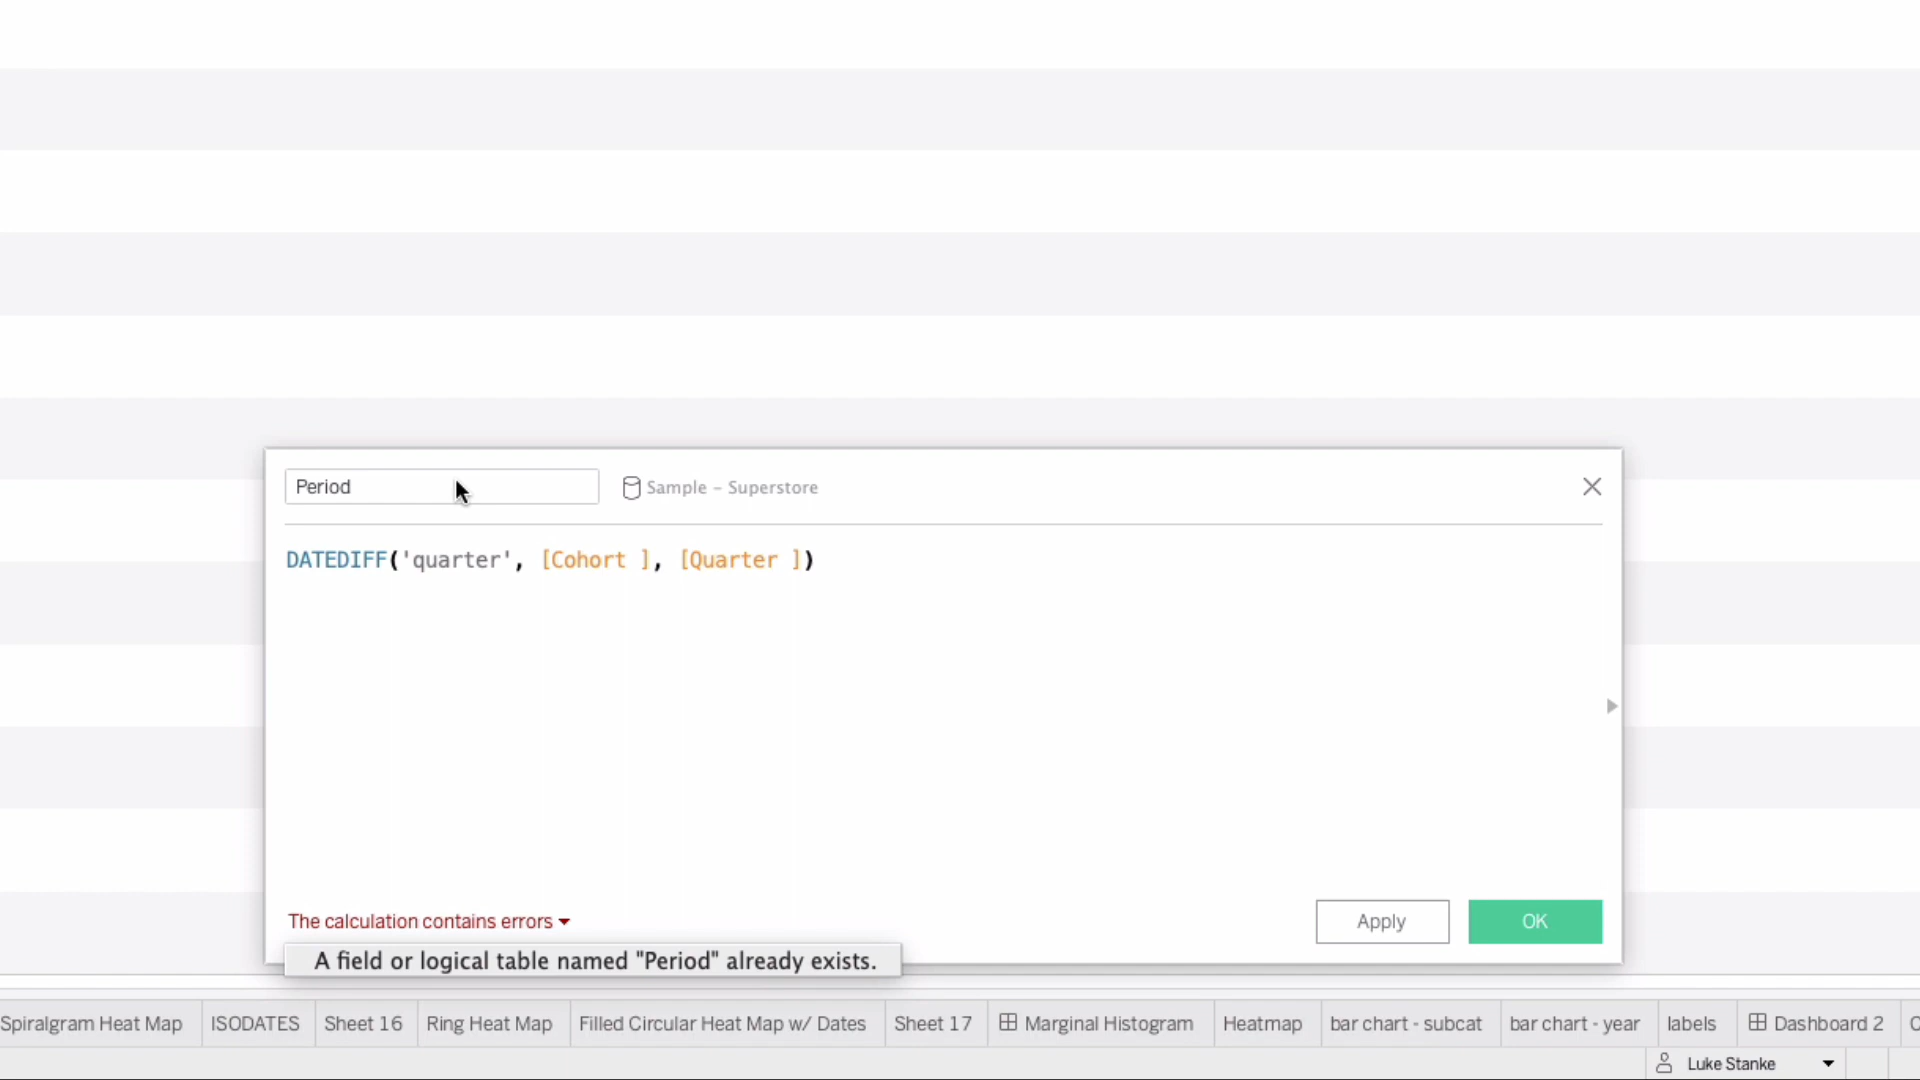 Period
Sample – Superstore
DATEDIFF('quarter', [Cohort ], [Quarter ])
The calculation contains errors
Apply
OK
A field or logical table named "Period" already exists.
Spiralgram Heat Map
ISODATES
Sheet 16
Ring Heat Map
Filled Circular Heat Map w/ Dates
Sheet 17
Marginal Histogram
Heatmap
bar chart - subcat
bar chart - year
labels
Dashboard 2
Luke Stanke